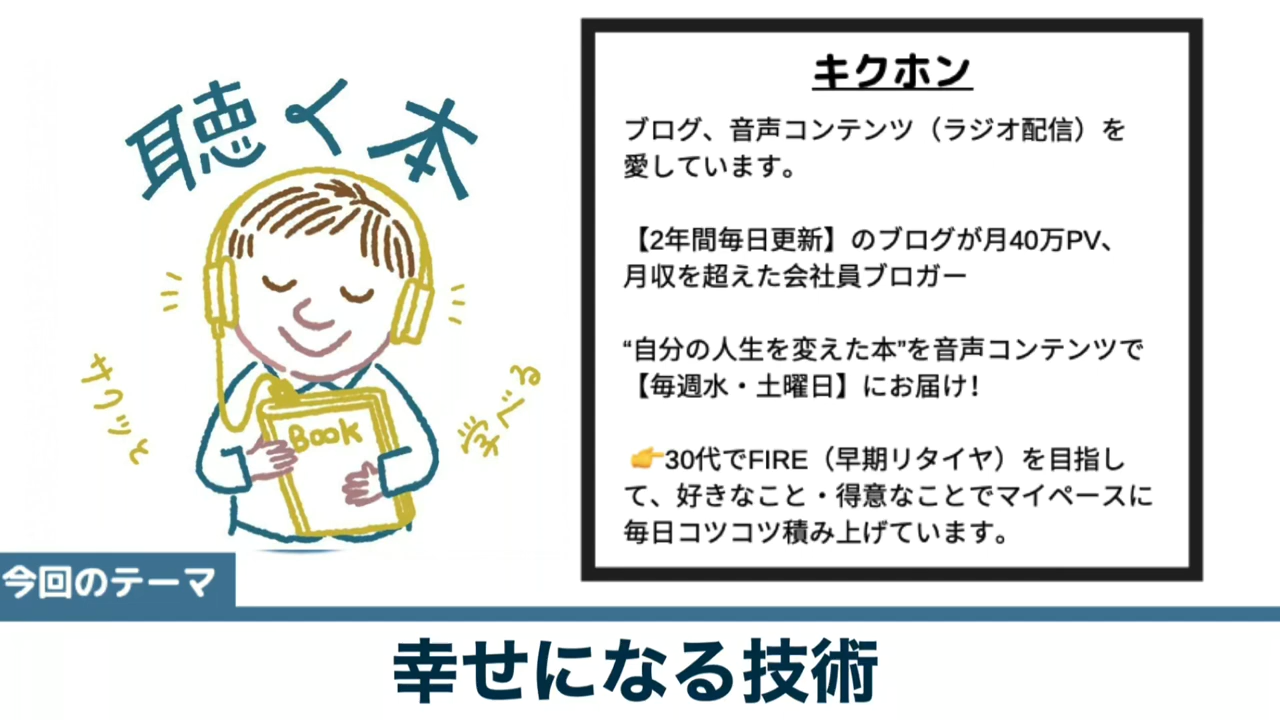 聴く本
サクッと
学べる
Book
キクホン
ブログ、音声コンテンツ（ラジオ配信）を
愛しています。
【2年間毎日更新】のブログが月40万PV、
月収を超えた会社員ブロガー
“自分の人生を変えた本”を音声コンテンツで
【毎週水・土曜日】にお届け！
👉30代でFIRE（早期リタイヤ）を目指し
て、好きなこと・得意なことでマイペースに
毎日コツコツ積み上げています。
今回のテーマ
幸せになる技術